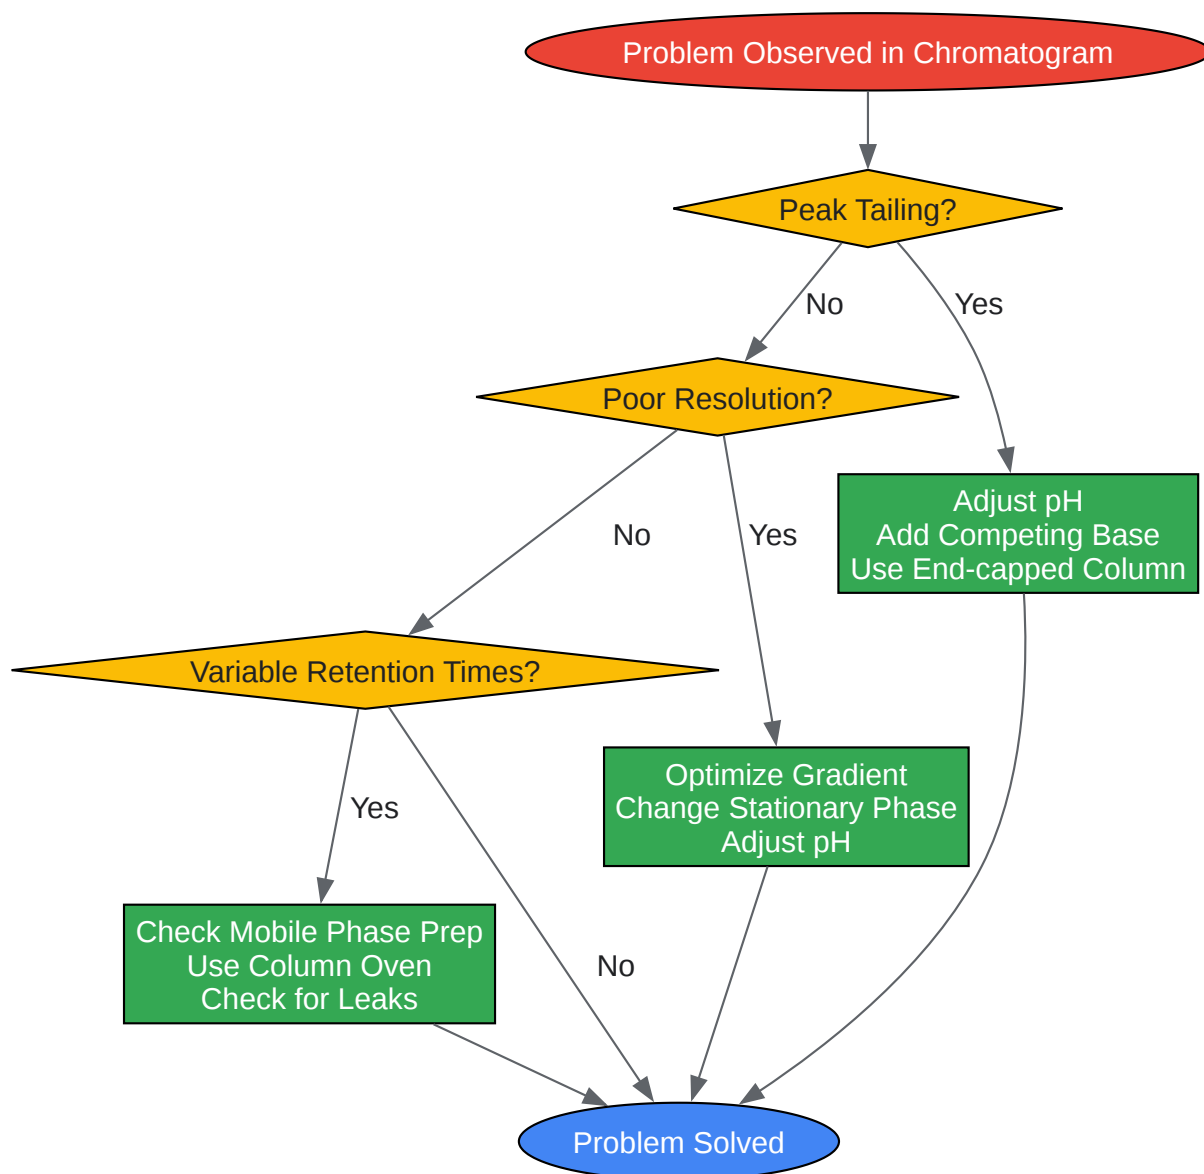 Problem Observed in Chromatogram
Peak Tailing?
No
Yes
Poor Resolution?
Adjust pH
Add Competing Base
Use End-capped Column
No
Yes
Variable Retention Times?
Optimize Gradient
Change Stationary Phase
Adjust pH
Yes
Check Mobile Phase Prep
Use Column Oven
Check for Leaks
No
Problem Solved